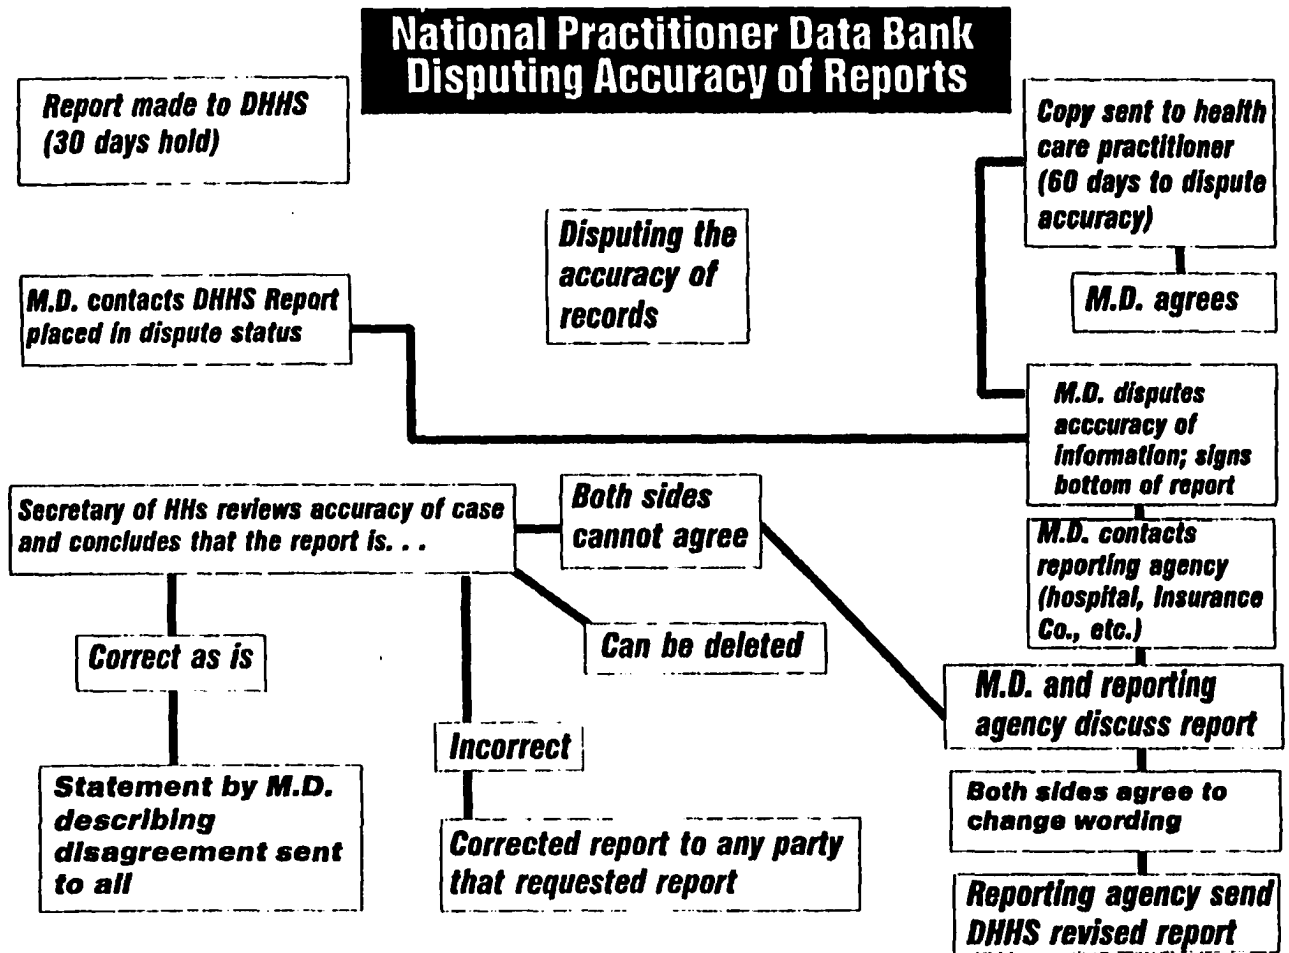 National Practitioner Data Bank
Disputing Accuracy of Reports
Report made to DHHS
(30 days hold)
Copy sent to health
care practitioner
(60 days to dispute
accuracy)
Disputing the
accuracy of
records
M.D. contacts DHHS Report
placed in dispute status
M.D. agrees
M.D. disputes
acccuracy of
information; signs
bottom of report
Secretary of HHs reviews accuracy of case
and concludes that the report is. . .
Both sides
cannot agree
M.D. contacts
reporting agency
(hospital, Insurance
Co., etc.)
Correct as is
Can be deleted
M.D. and reporting
agency discuss report
Incorrect
Statement by M.D.
describing
disagreement sent
to all
Both sides agree to
change wording
Corrected report to any party
that requested report
Reporting agency send
DHHS revised report